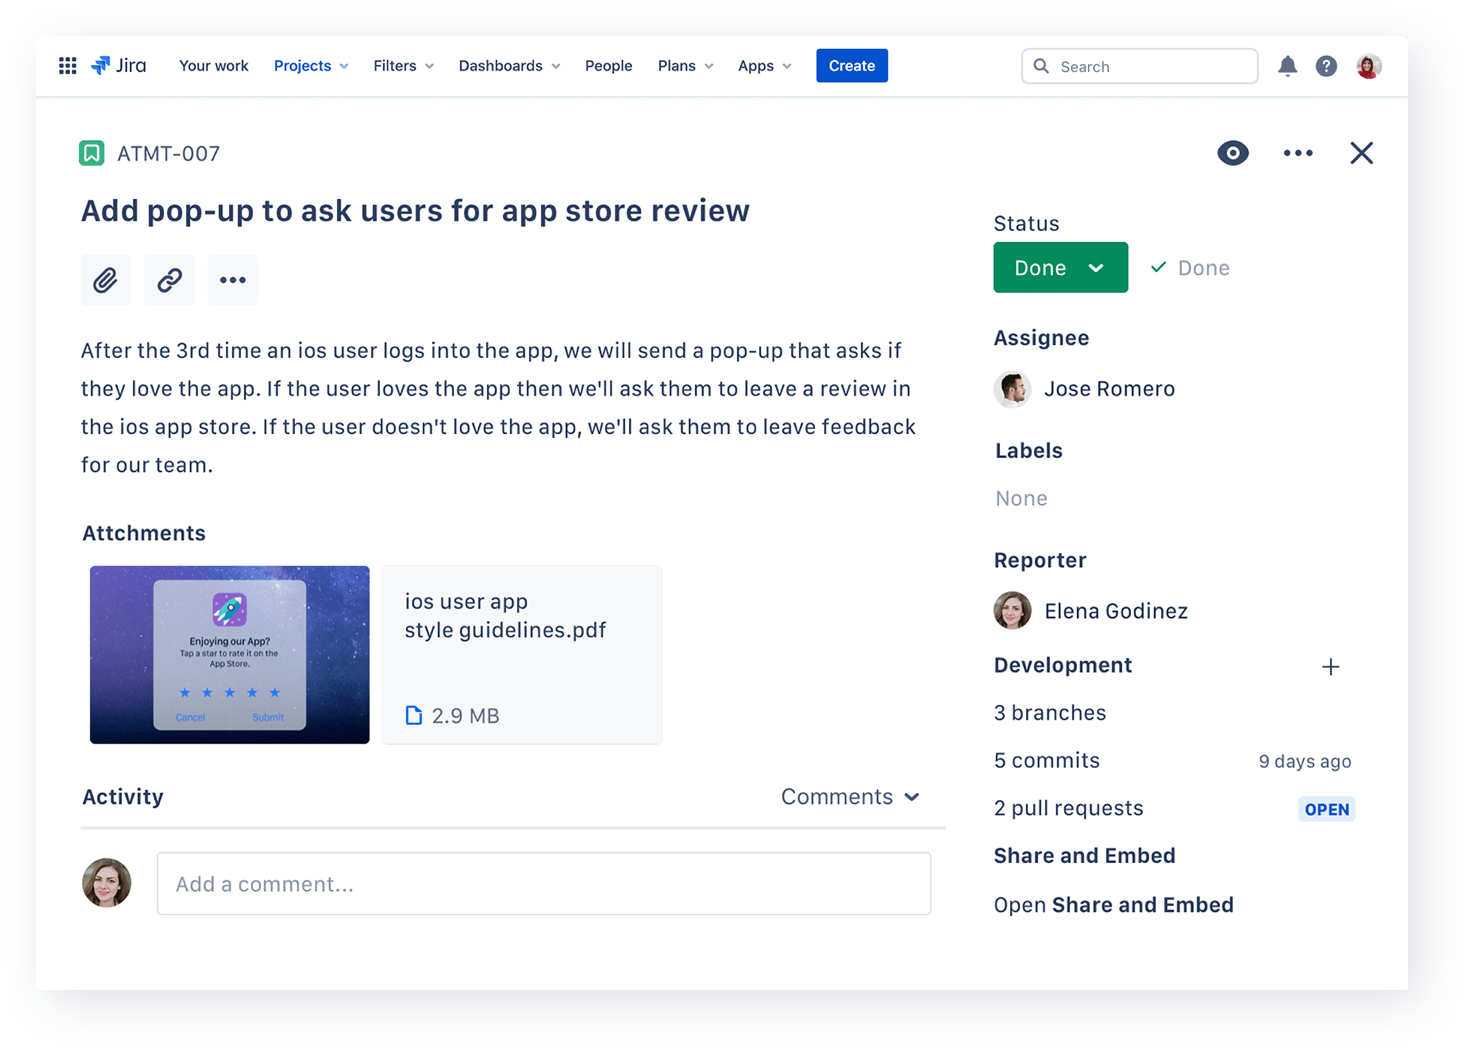 Jira Your work Projects Filters Dashboards People Plans Apps Create Search ?
ATMT-007
Add pop-up to ask users for app store review
After the 3rd time an ios user logs into the app, we will send a pop-up that asks if
they love the app. If the user loves the app then we'll ask them to leave a review in
the ios app store. If the user doesn't love the app, we'll ask them to leave feedback
for our team.
Attchments
Enjoying our App?
Tap a star to rate it on the
App Store.
Cancel Submit
ios user app
style guidelines.pdf
2.9 MB
Activity Comments
Add a comment...
Status
Done Done
Assignee
Jose Romero
Labels
None
Reporter
Elena Godinez
Development
3 branches
5 commits 9 days ago
2 pull requests OPEN
Share and Embed
Open Share and Embed